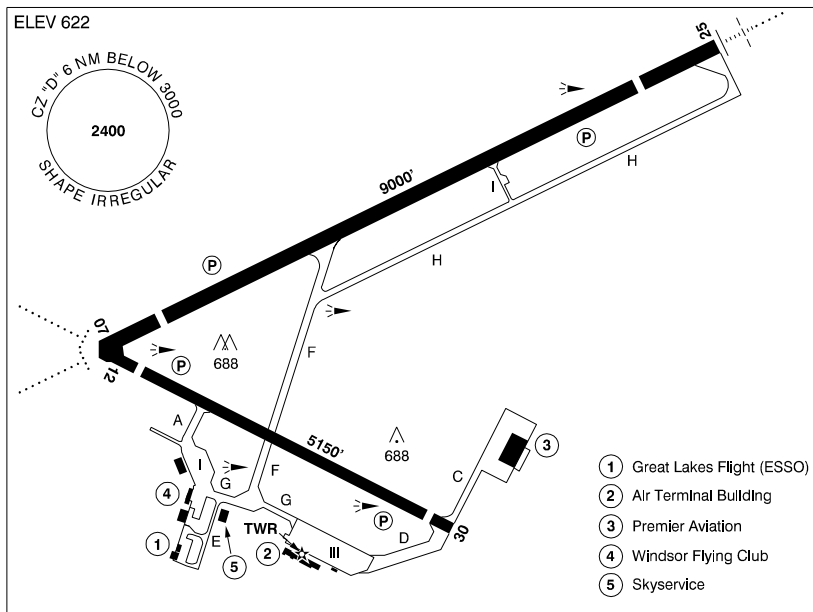 ELEV 622
CZ "D" 6 NM BELOW 3000
2400
SHAPE IRREGULAR
25
9000'
P
I
H
H
P
07
12
P
688
F
A
5150'
688
3
C
I
G
F
G
4
P
30
D
TWR
III
E
1
5
2
1 Great Lakes Flight (ESSO)
2 Air Terminal Building
3 Premier Aviation
4 Windsor Flying Club
5 Skyservice